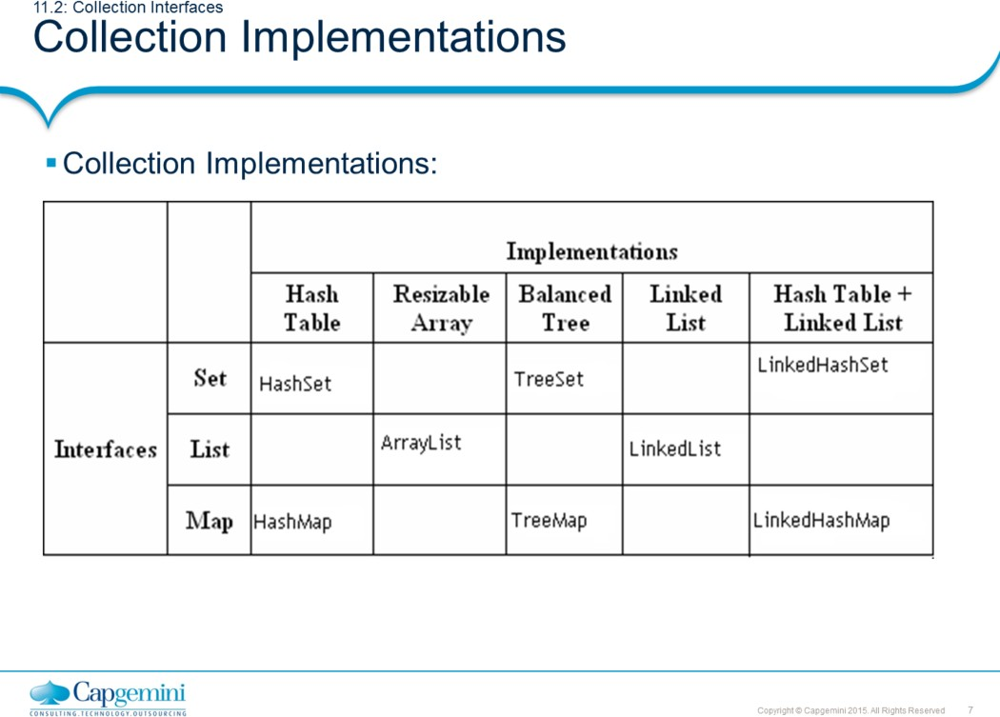 11.2: Collection Interfaces
Collection Implementations
Collection Implementations:
Implementations
Hash Table
Resizable Array
Balanced Tree
Linked List
Hash Table + Linked List
Interfaces
Set
HashSet
TreeSet
LinkedHashSet
List
ArrayList
LinkedList
Map
HashMap
TreeMap
LinkedHashMap
Capgemini
CONSULTING.TECHNOLOGY.OUTSOURCING
Copyright © Capgemini 2015. All Rights Reserved 7